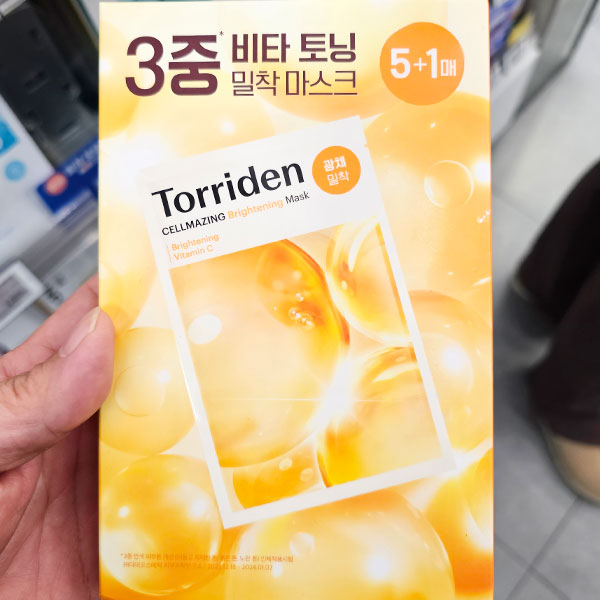 3중* 비타 토닝
밀착 마스크
5+1매
Torriden
광채
밀착
CELLMAZING Brightening Mask
Brightening
Vitamin C